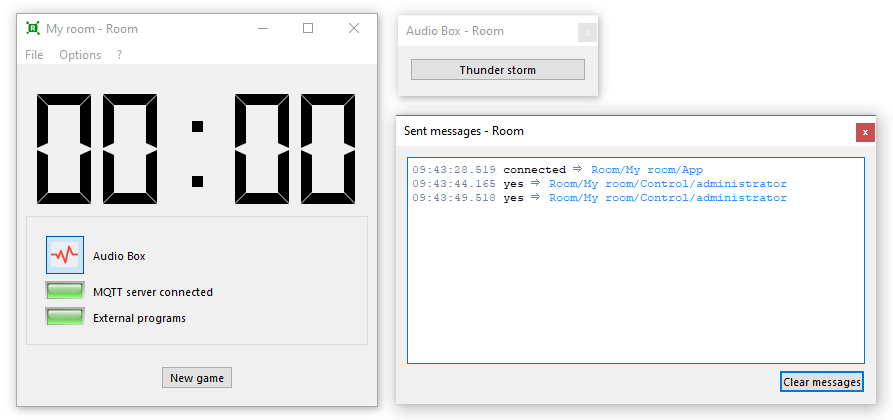 My room - Room
File Options ?
00:00
Audio Box
MQTT server connected
External programs
New game
Audio Box - Room
Thunder storm
Sent messages - Room
09:43:28.519 connected ⇒ Room/My room/App
09:43:44.165 yes ⇒ Room/My room/Control/administrator
09:43:49.518 yes ⇒ Room/My room/Control/administrator
Clear messages